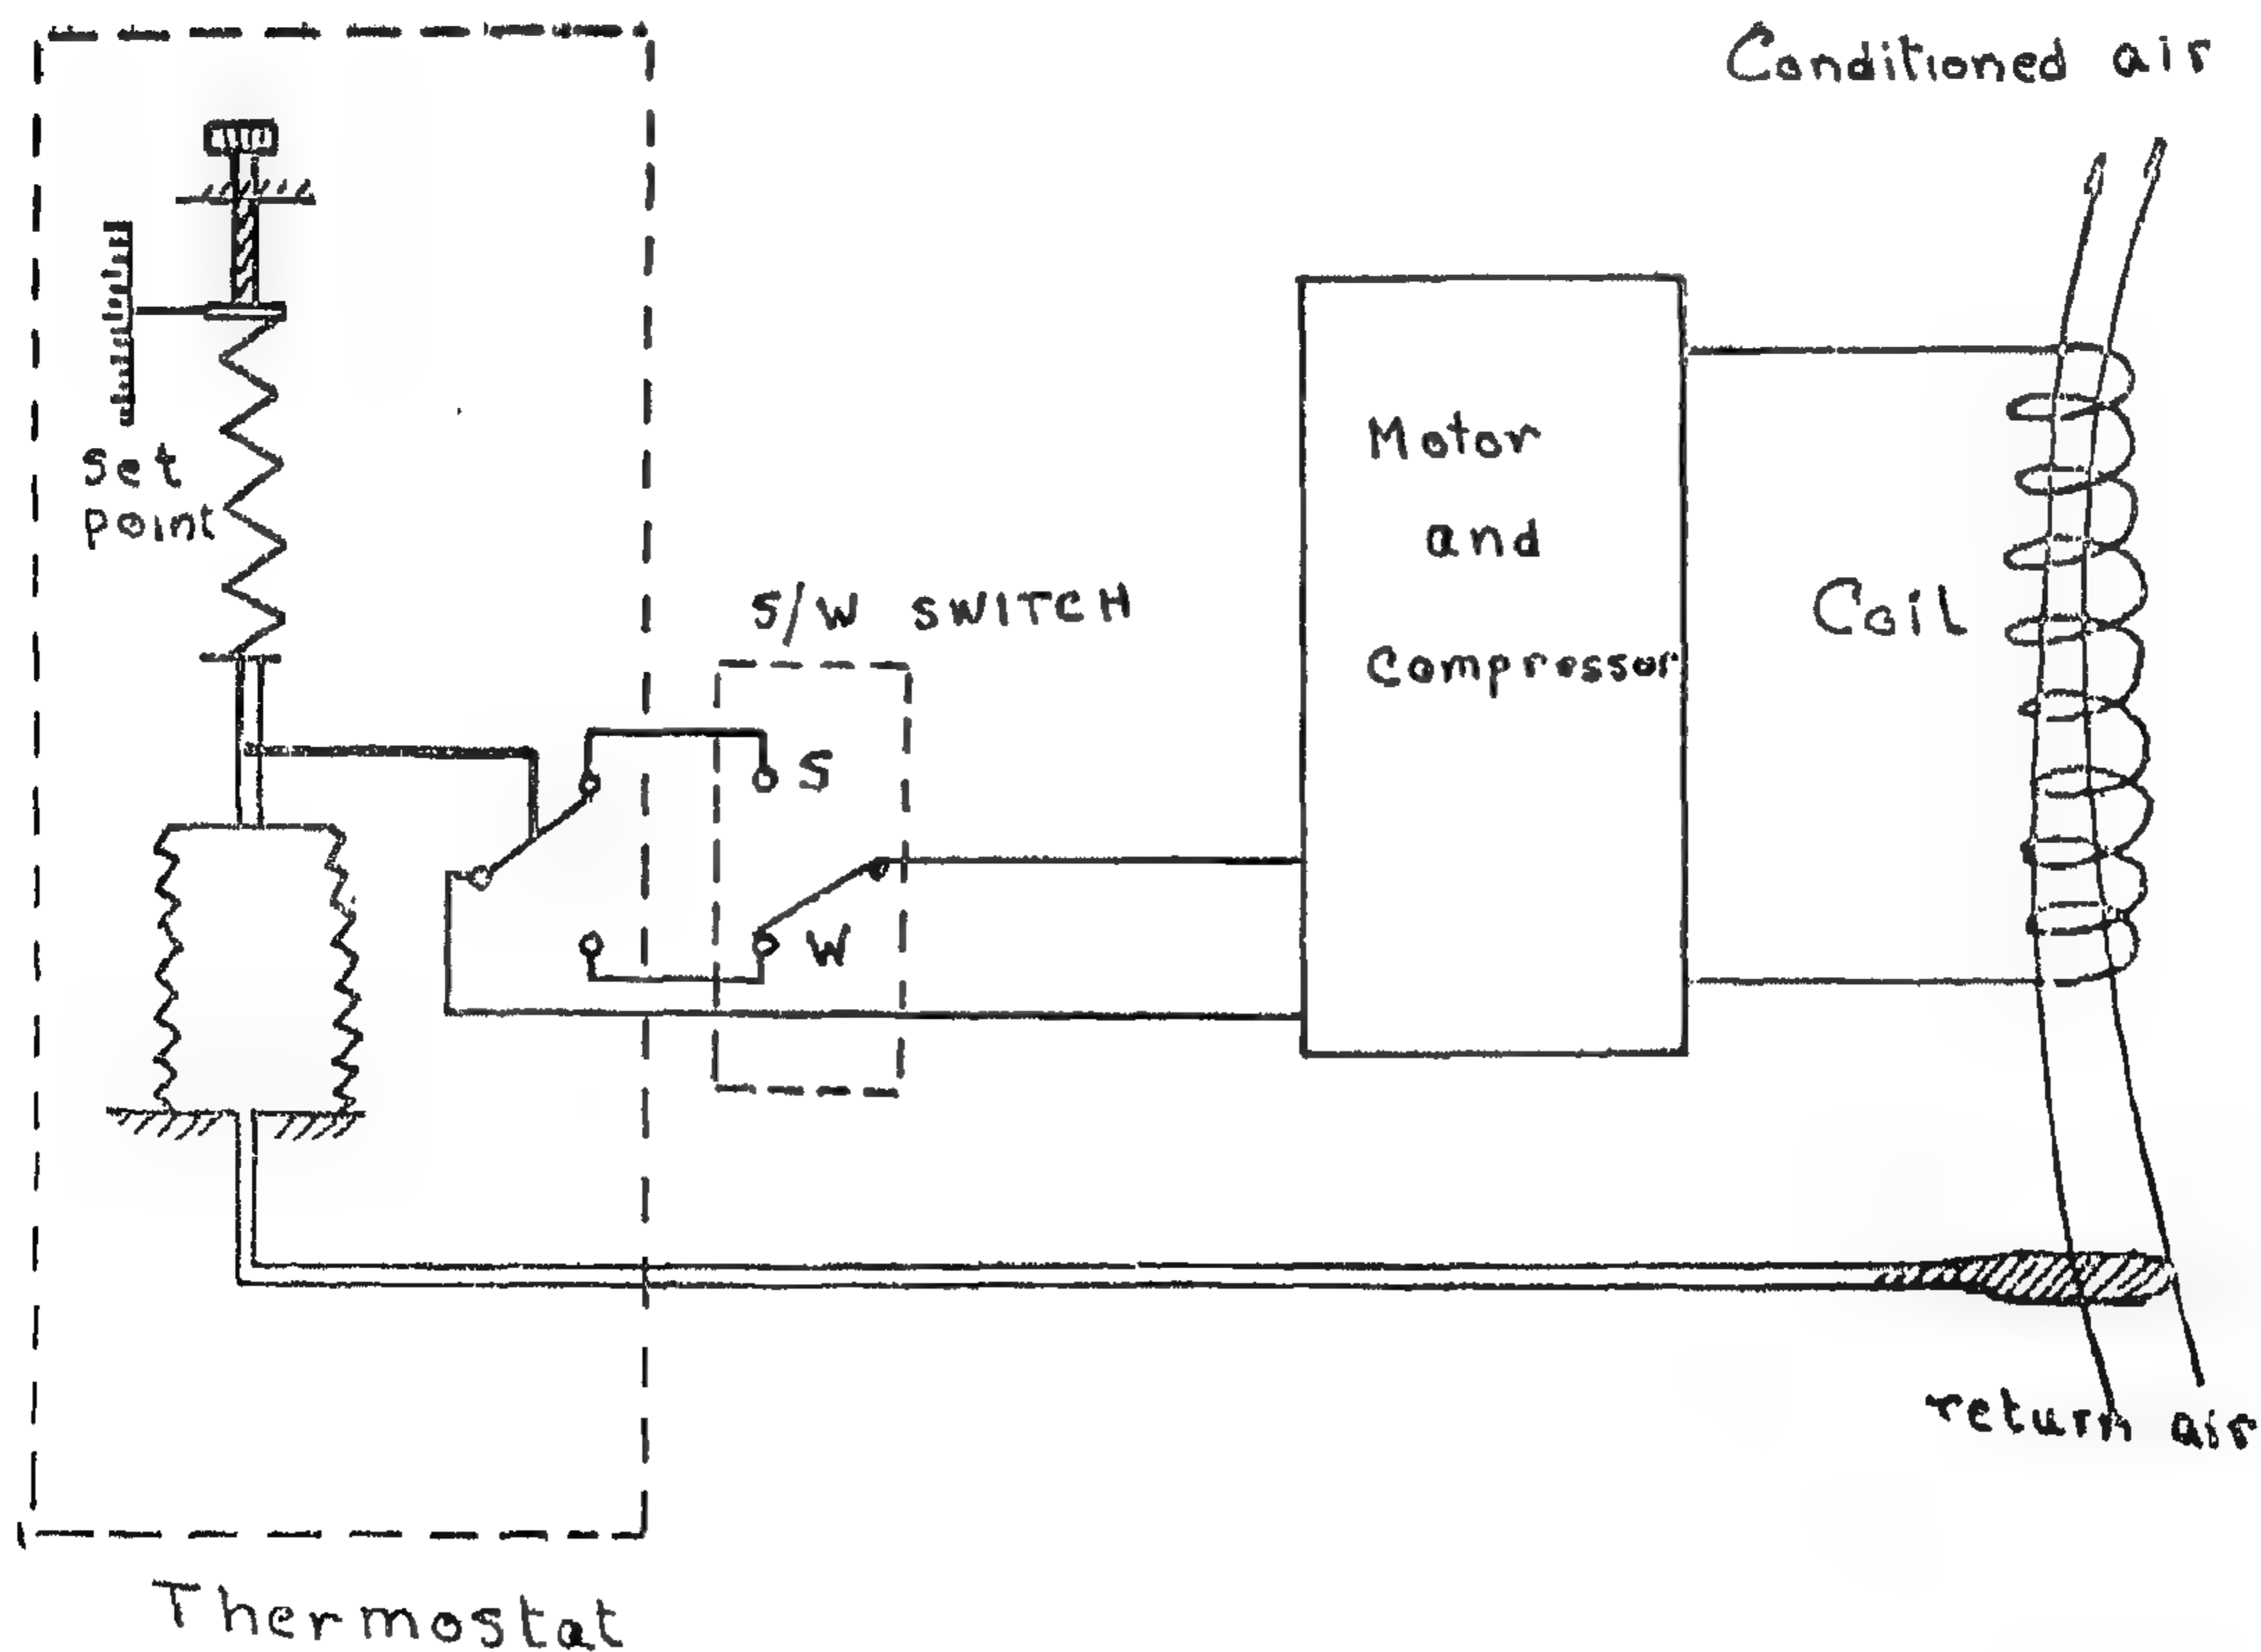 Conditioned air
Set
point
S/W SWITCH
S
W
Motor
and
Compressor
Coil
return air
Thermostat